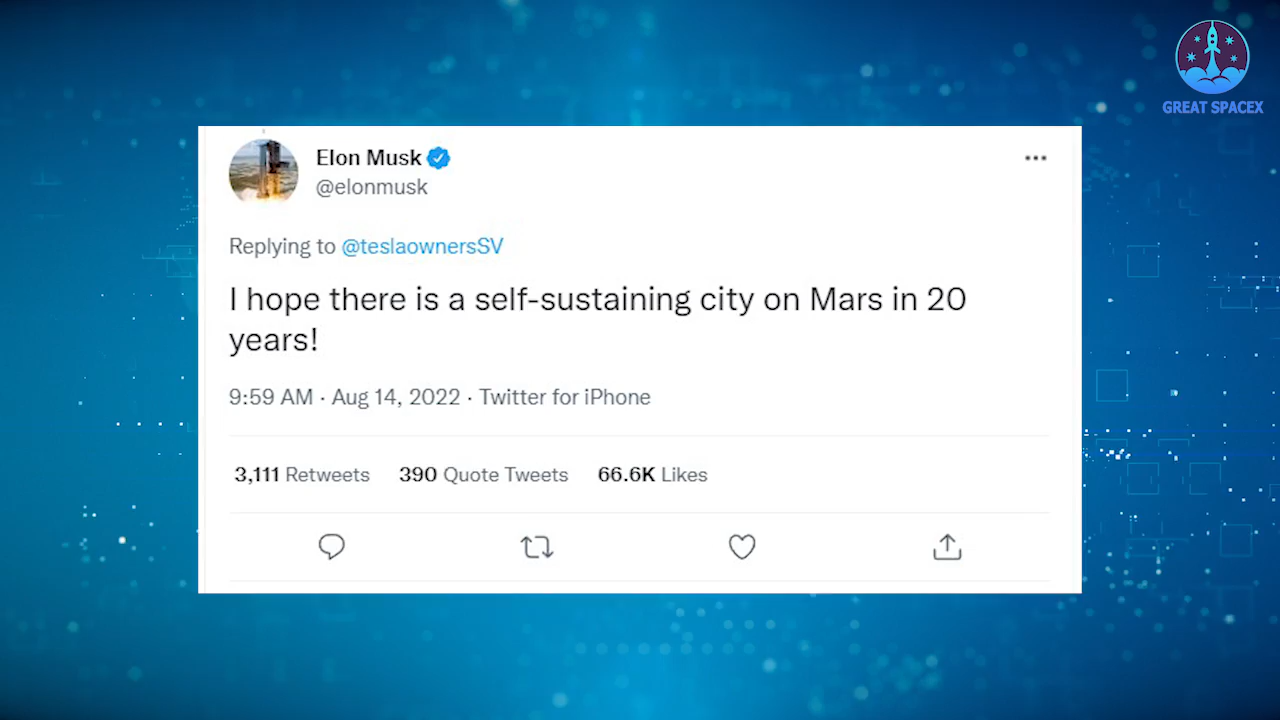 GREAT SPACEX
Elon Musk
@elonmusk
Replying to @teslaownersSV
I hope there is a self-sustaining city on Mars in 20
years!
9:59 AM · Aug 14, 2022 · Twitter for iPhone
3,111 Retweets 390 Quote Tweets 66.6K Likes